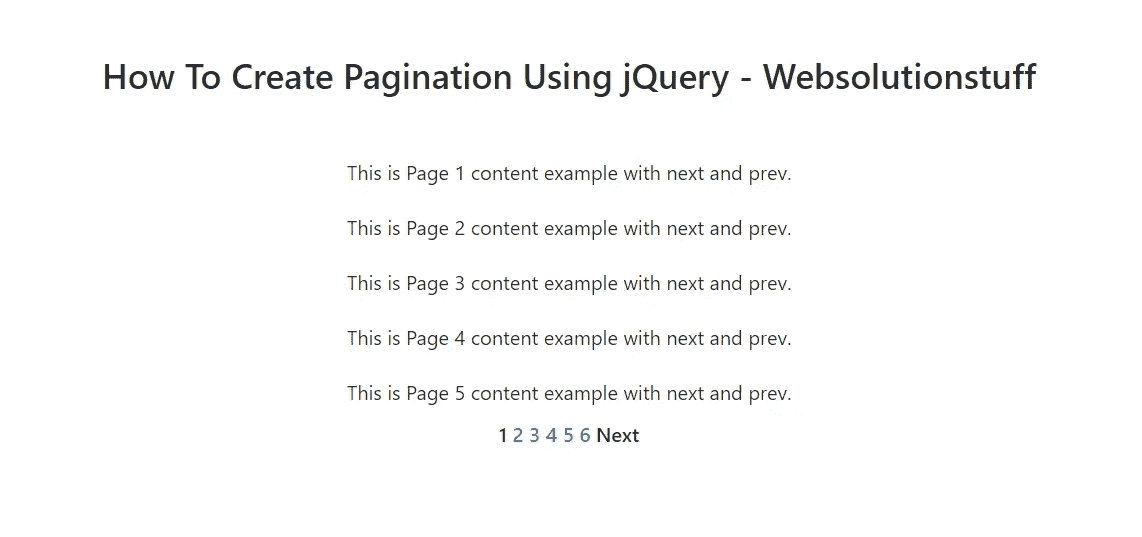 How To Create Pagination Using jQuery - Websolutionstuff
This is Page 1 content example with next and prev.
This is Page 2 content example with next and prev.
This is Page 3 content example with next and prev.
This is Page 4 content example with next and prev.
This is Page 5 content example with next and prev.
1 2 3 4 5 6 Next